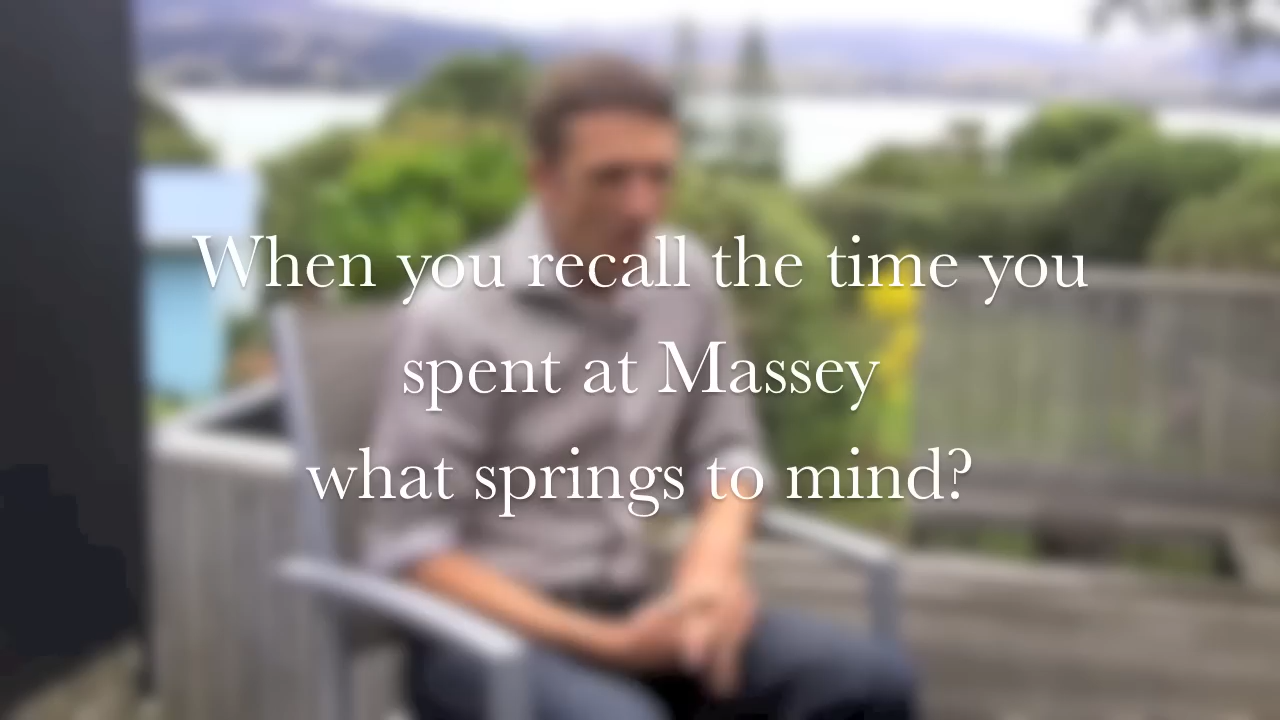 When you recall the time you
spent at Massey
what springs to mind?